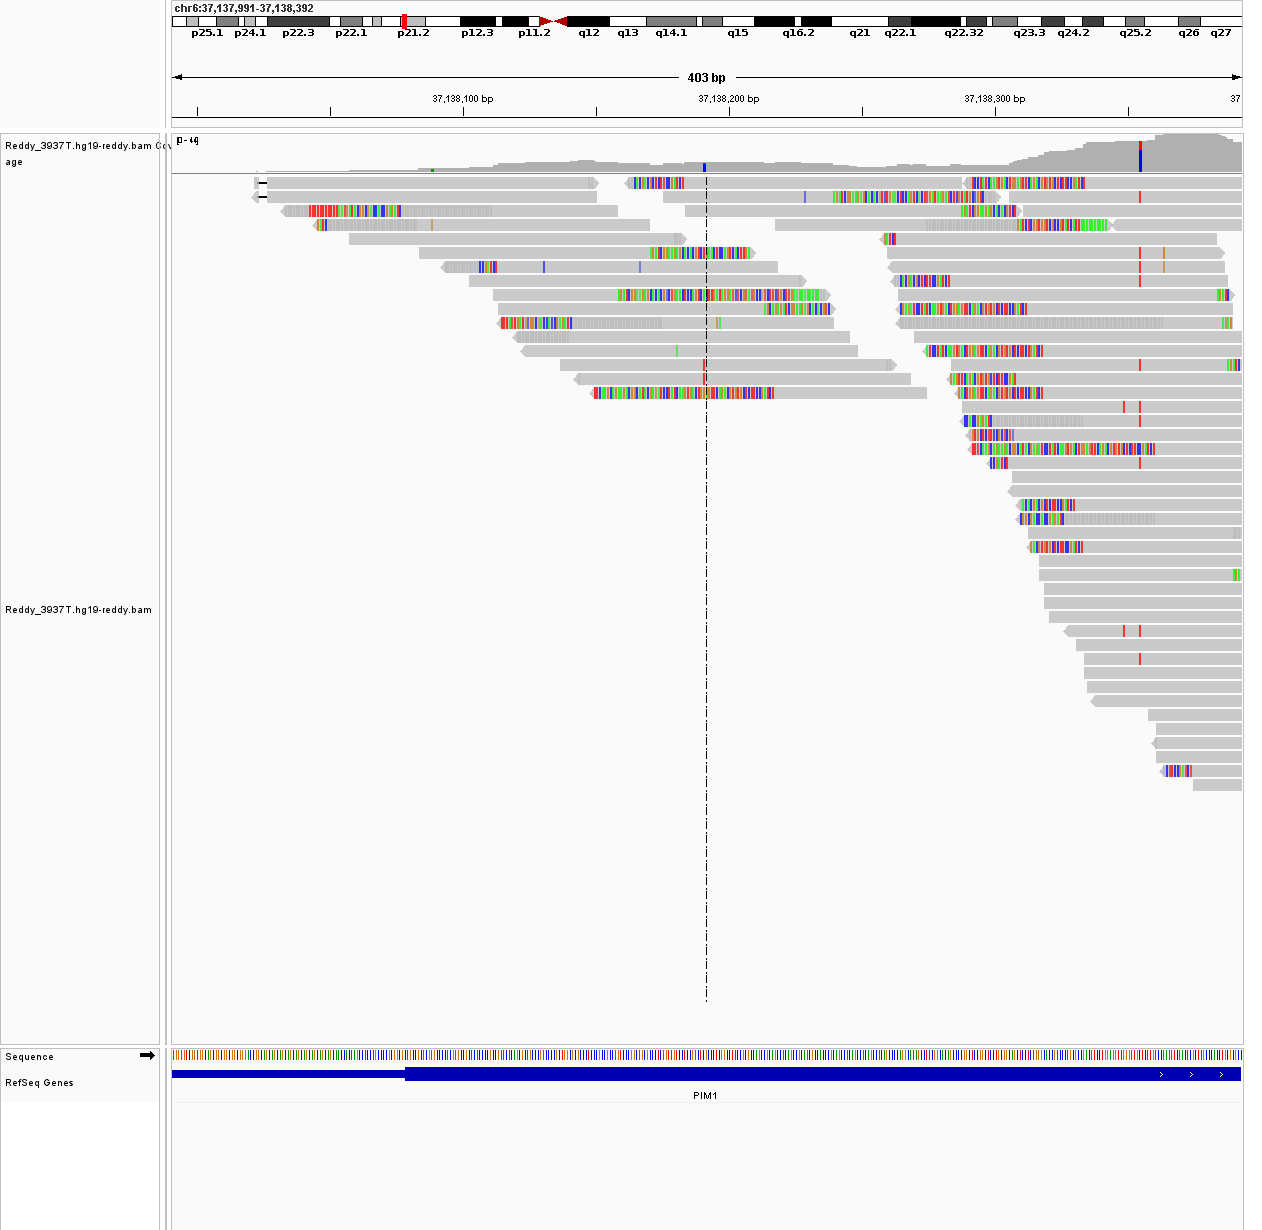 chr6:37,137,991-37,138,392
p25.1 p24.1 p22.3 p22.1 p21.2 p12.3 p11.2 q12 q13 q14.1 q15 q16.2 q21 q22.1 q22.32 q23.3 q24.2 q25.2 q26 q27
403 bp
37,138,100 bp 37,138,200 bp 37,138,300 bp 37
Reddy_3937T.hg19-reddy.bam Cov
age
Reddy_3937T.hg19-reddy.bam
Sequence
RefSeq Genes
PIM1